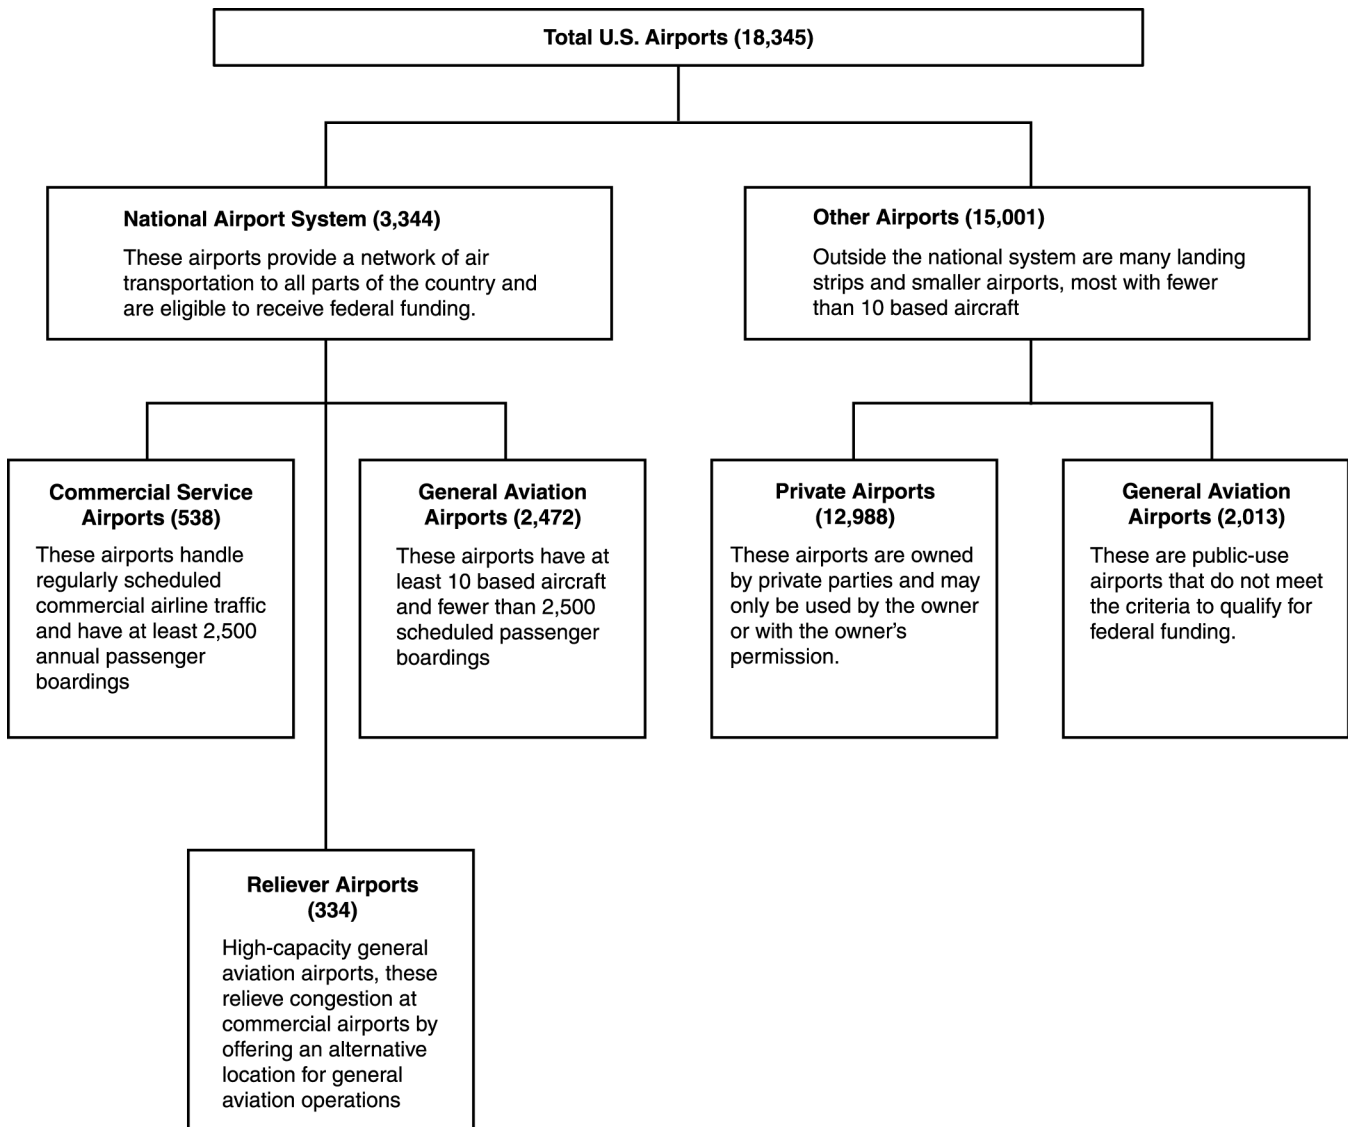 Total U.S. Airports (18,345)
National Airport System (3,344)
These airports provide a network of air
transportation to all parts of the country and
are eligible to receive federal funding.
Other Airports (15,001)
Outside the national system are many landing
strips and smaller airports, most with fewer
than 10 based aircraft
Commercial Service
Airports (538)
These airports handle
regularly scheduled
commercial airline traffic
and have at least 2,500
annual passenger
boardings
General Aviation
Airports (2,472)
These airports have at
least 10 based aircraft
and fewer than 2,500
scheduled passenger
boardings
Private Airports
(12,988)
These airports are owned
by private parties and may
only be used by the owner
or with the owner's
permission.
General Aviation
Airports (2,013)
These are public-use
airports that do not meet
the criteria to qualify for
federal funding.
Reliever Airports
(334)
High-capacity general
aviation airports, these
relieve congestion at
commercial airports by
offering an alternative
location for general
aviation operations